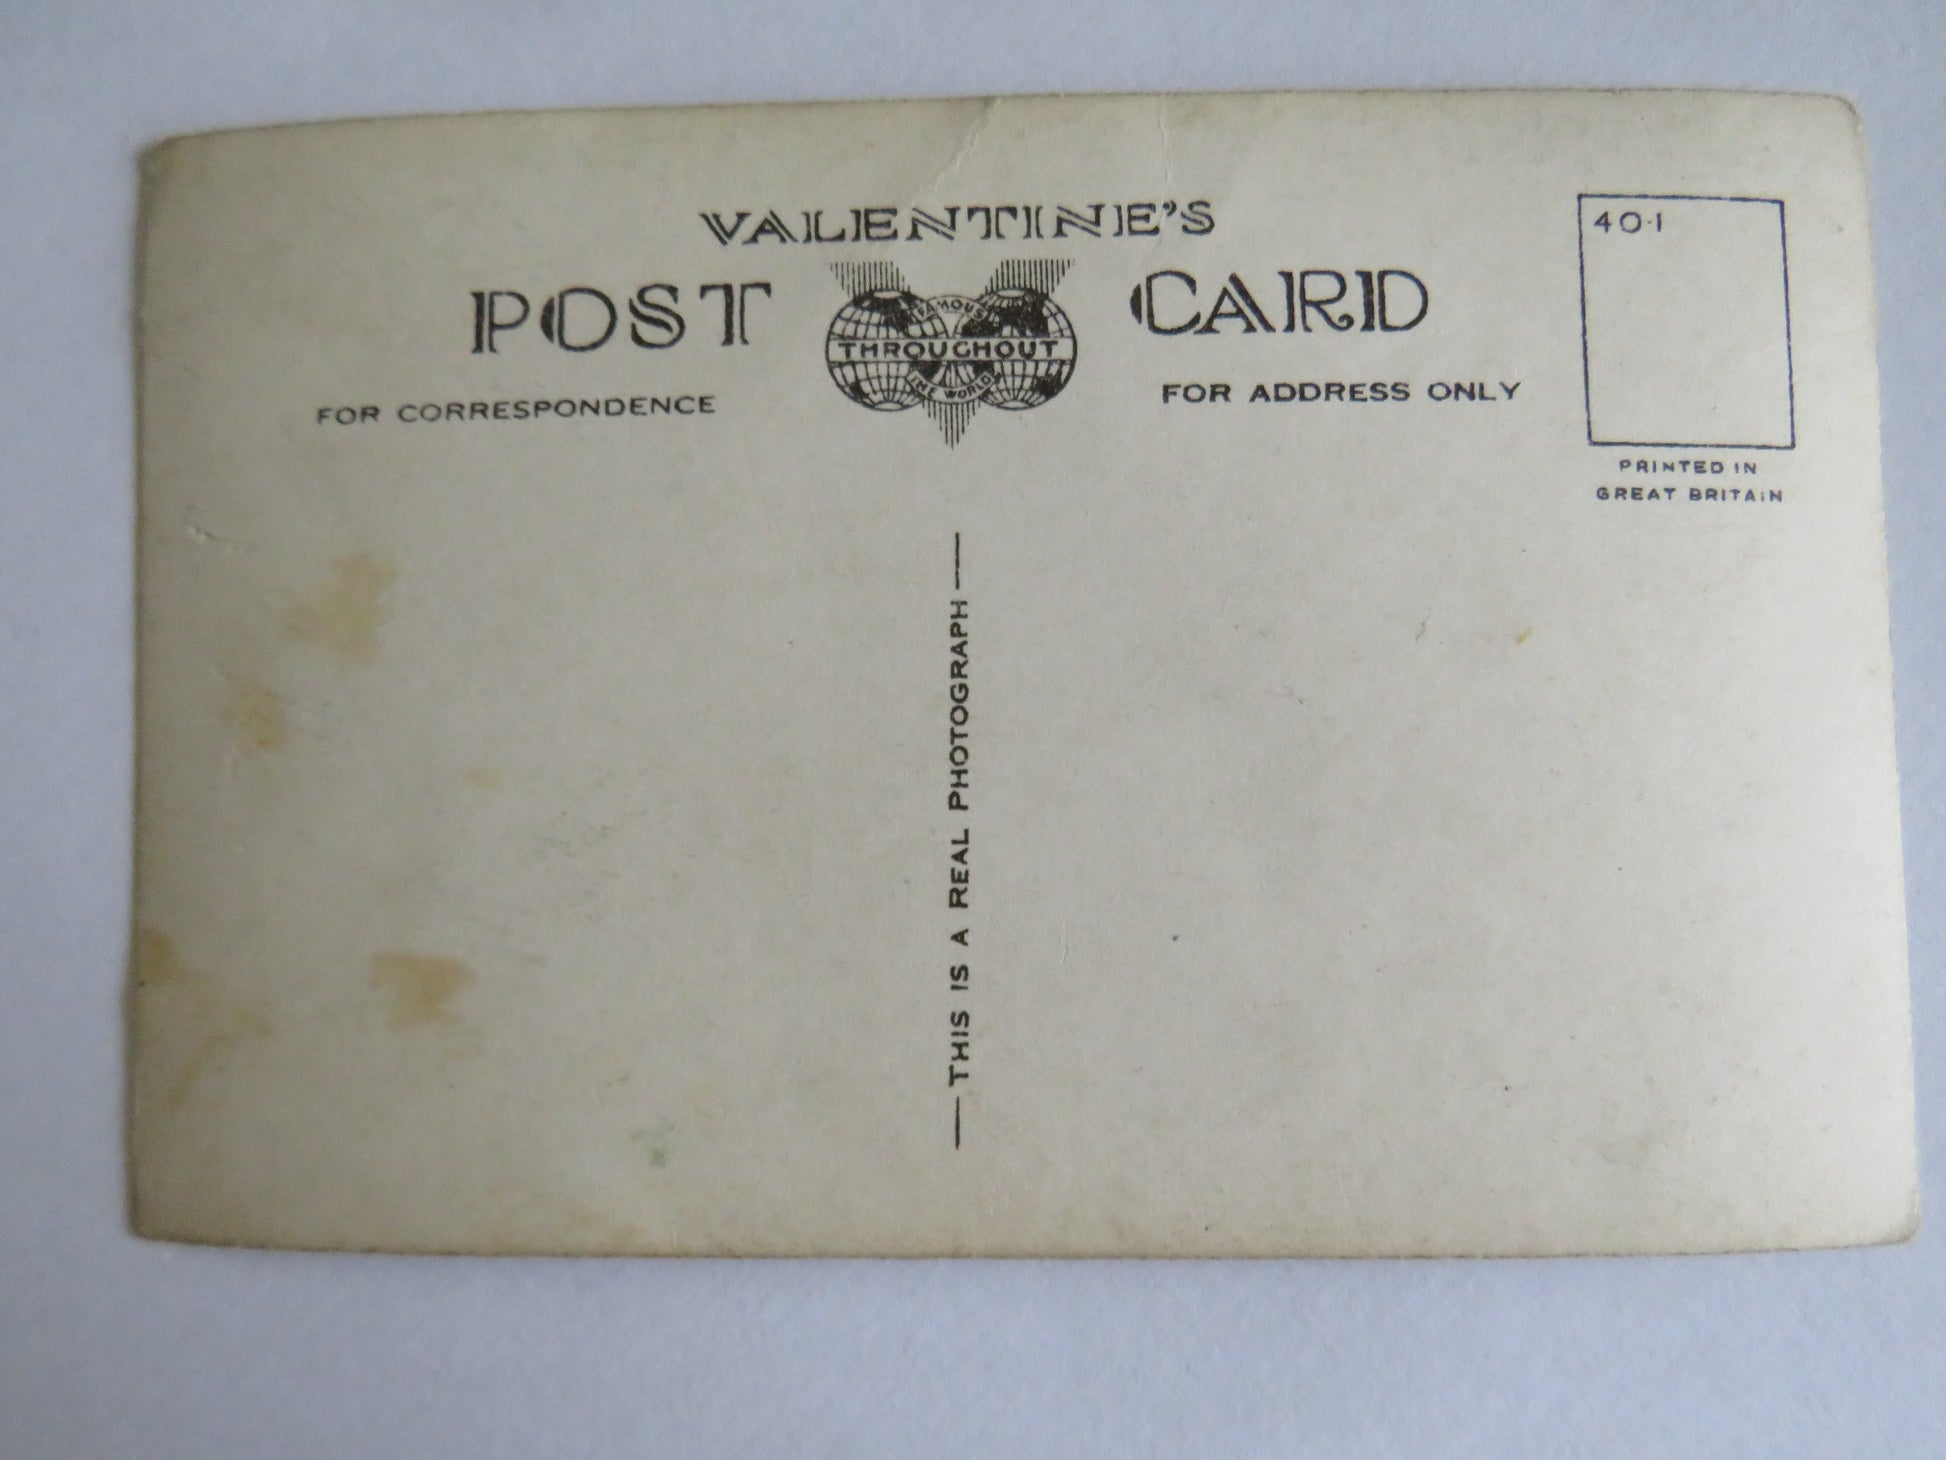 VALENTINE'S
POST CARD
FAMOUS
THROUGHOUT
THE WORLD
FOR CORRESPONDENCE
FOR ADDRESS ONLY
40·1
PRINTED IN
GREAT BRITAIN
THIS IS A REAL PHOTOGRAPH